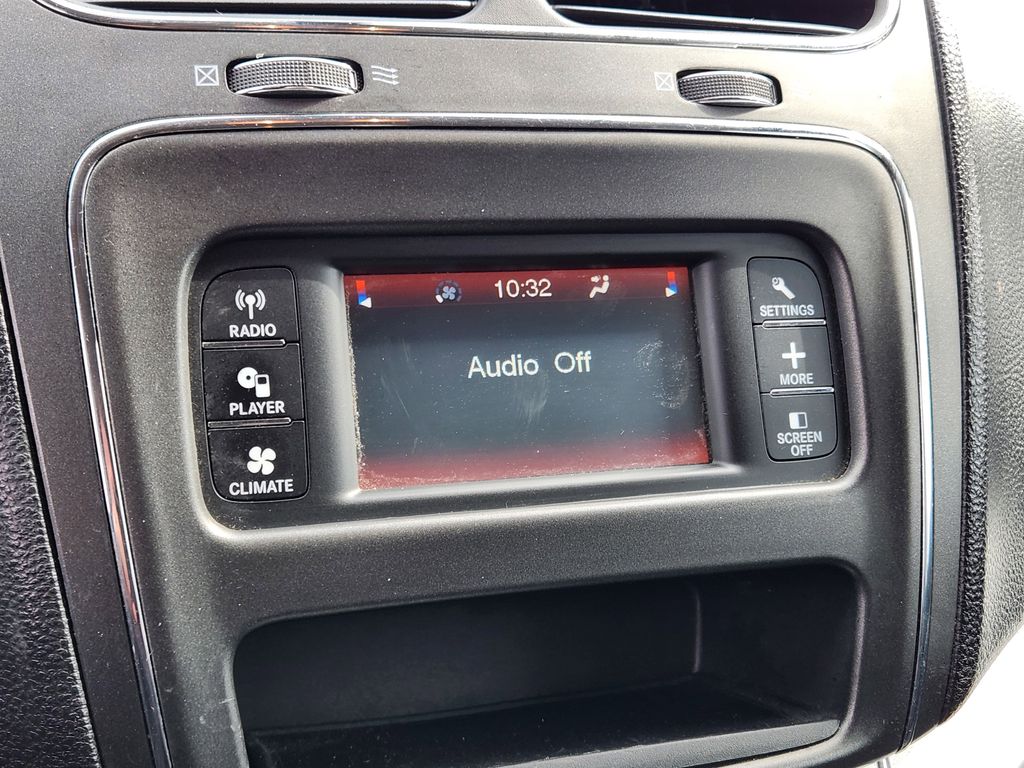 10:32
Audio Off
RADIO
PLAYER
CLIMATE
SETTINGS
MORE
SCREEN
OFF